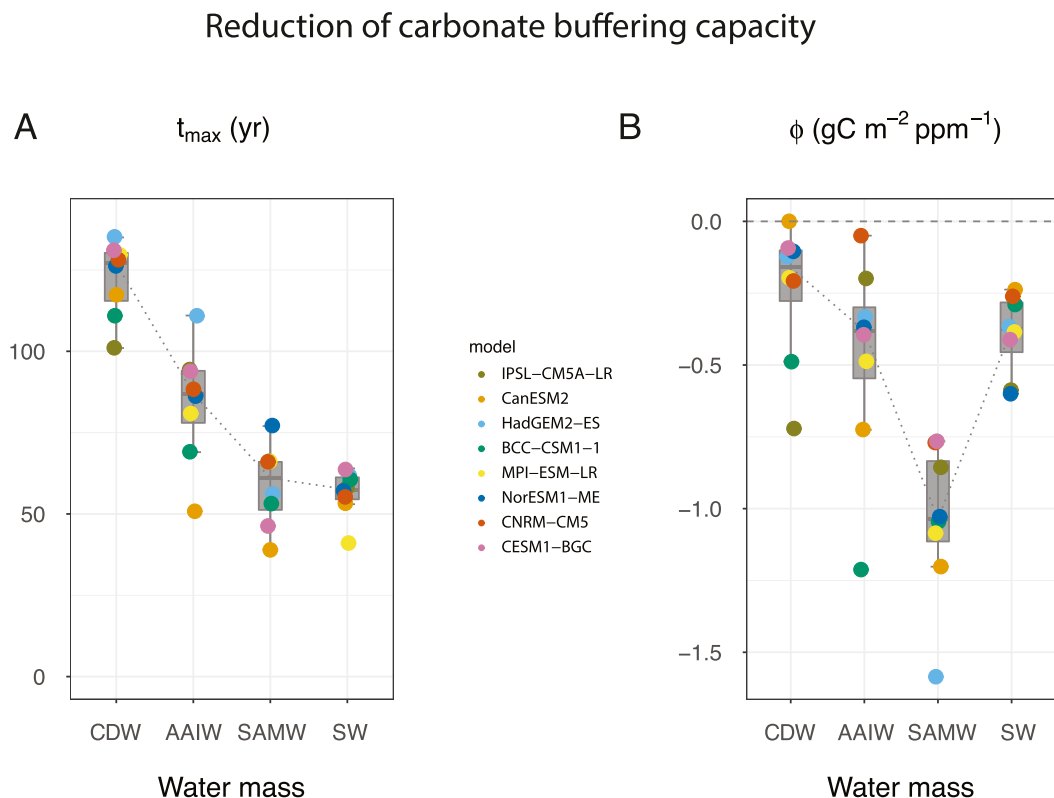 Reduction of carbonate buffering capacity
A
t_max (yr)
100
50
0
CDW AAIW SAMW SW
Water mass
model
IPSL−CM5A−LR
CanESM2
HadGEM2−ES
BCC−CSM1−1
MPI−ESM−LR
NorESM1−ME
CNRM−CM5
CESM1−BGC
B
ϕ (gC m⁻² ppm⁻¹)
0.0
−0.5
−1.0
−1.5
CDW AAIW SAMW SW
Water mass